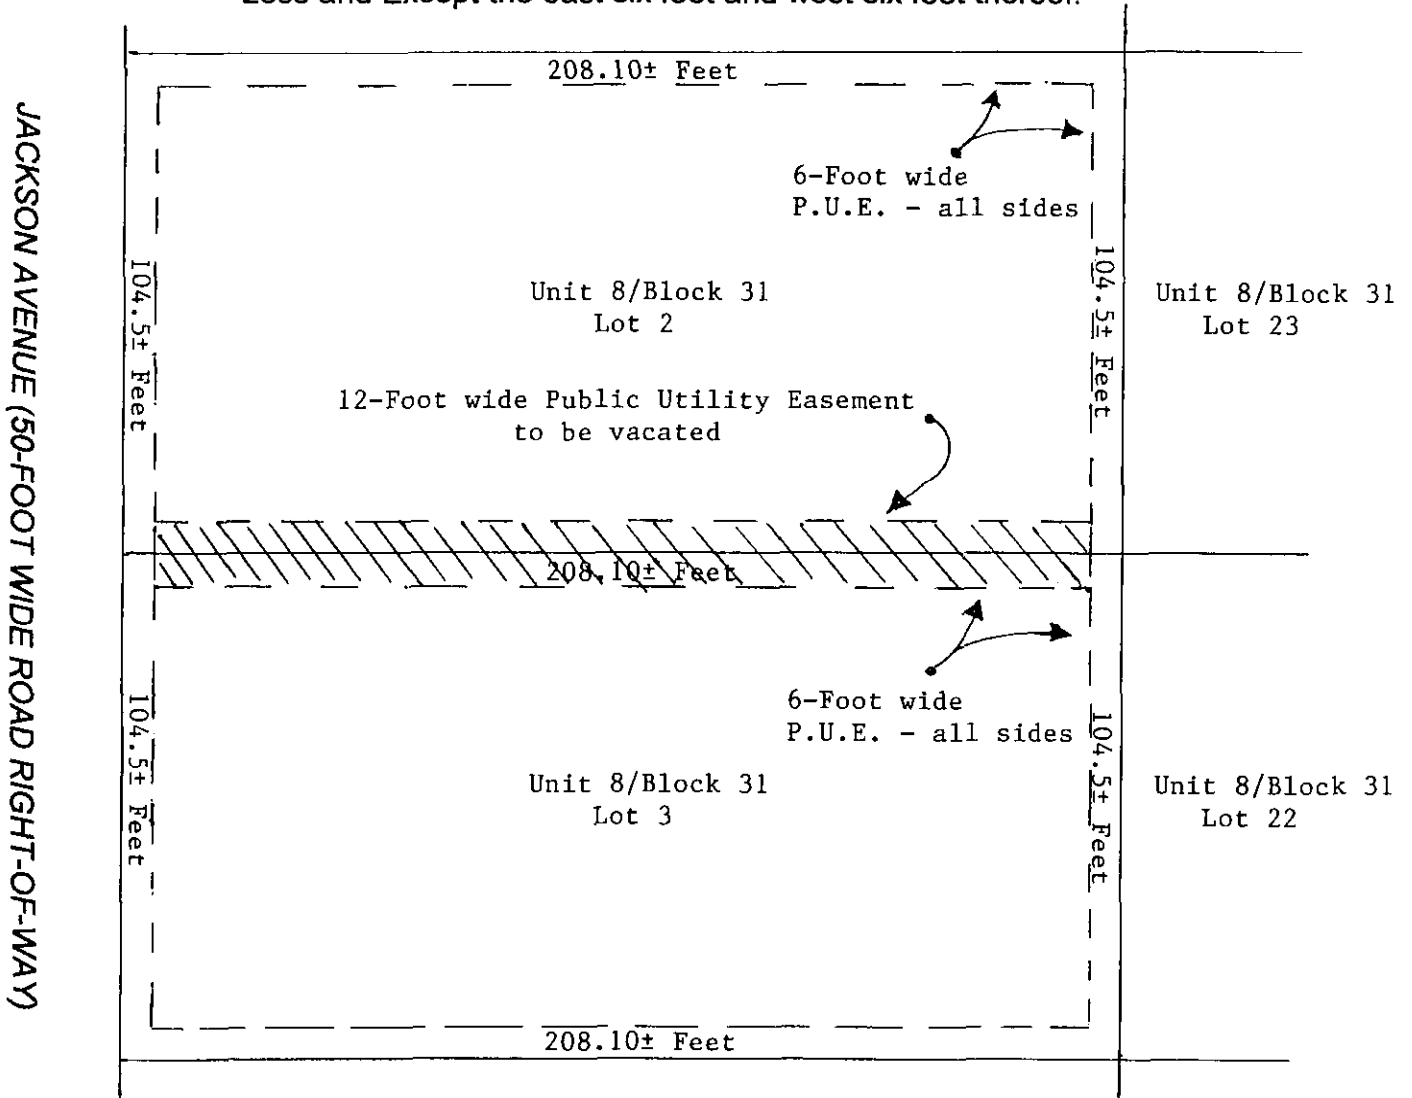 Less and Except the east six feet and west six feet thereof.
208.10± Feet
6-Foot wide
P.U.E. - all sides
JACKSON AVENUE (50-FOOT WIDE ROAD RIGHT-OF-WAY)
104.5± Feet
Unit 8/Block 31
Lot 2
104.5± Feet
Unit 8/Block 31
Lot 23
12-Foot wide Public Utility Easement
to be vacated
208.10± Feet
6-Foot wide
P.U.E. - all sides
104.5± Feet
Unit 8/Block 31
Lot 3
104.5± Feet
Unit 8/Block 31
Lot 22
208.10± Feet